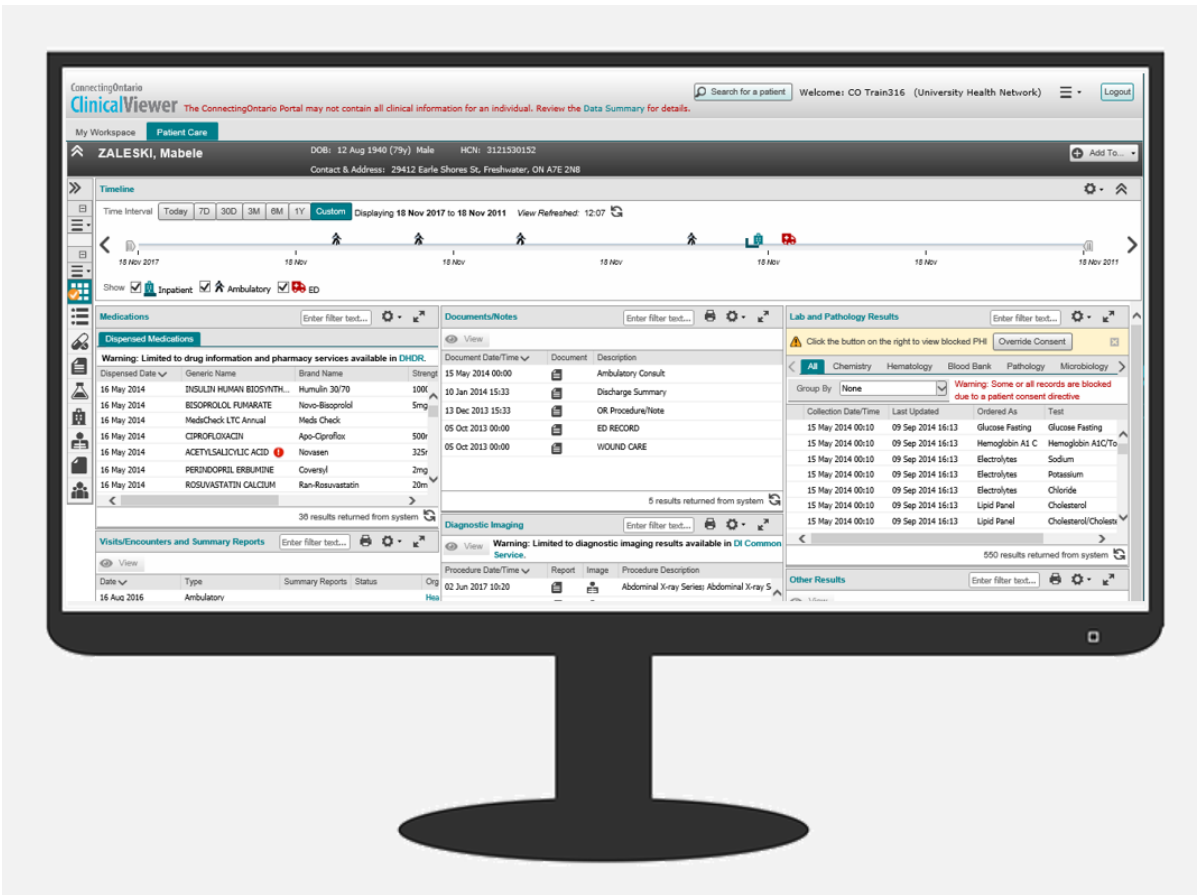 ConnectingOntario
ClinicalViewer The ConnectingOntario Portal may not contain all clinical information for an individual. Review the Data Summary for details.
Search for a patient Welcome: CO Train316 (University Health Network) Logout
My Workspace Patient Care
ZALESKI, Mabele DOB: 12 Aug 1940 (79y) Male HCN: 3121530152
Contact & Address: 29412 Earle Shores St, Freshwater, ON A7E 2N8
Add To...
Timeline
Time Interval Today 7D 30D 3M 6M 1Y Custom Displaying 18 Nov 2017 to 18 Nov 2011 View Refreshed: 12:07
18 Nov 2017 18 Nov 18 Nov 18 Nov 18 Nov 18 Nov 18 Nov 2011
Show Inpatient Ambulatory ED
Medications Enter filter text...
Dispensed Medications
Warning: Limited to drug information and pharmacy services available in DHDR.
Dispensed Date Generic Name Brand Name Strengt
16 May 2014 INSULIN HUMAN BIOSYNTH... Humulin 30/70 100(
16 May 2014 BISOPROLOL FUMARATE Novo-Bisoprolol 5mg
16 May 2014 MedsCheck LTC Annual Meds Check
16 May 2014 CIPROFLOXACIN Apo-Ciproflox 500r
16 May 2014 ACETYLSALICYLIC ACID Novasen 325r
16 May 2014 PERINDOPRIL ERBUMINE Coversyl 2mg
16 May 2014 ROSUVASTATIN CALCIUM Ran-Rosuvastatin 20m
36 results returned from system
Visits/Encounters and Summary Reports Enter filter text...
View
Date Type Summary Reports Status Org
16 Aug 2016 Ambulatory Hea
Documents/Notes Enter filter text...
View
Document Date/Time Document Description
15 May 2014 00:00 Ambulatory Consult
10 Jan 2014 15:33 Discharge Summary
13 Dec 2013 15:33 OR Procedure/Note
05 Oct 2013 00:00 ED RECORD
05 Oct 2013 00:00 WOUND CARE
5 results returned from system
Diagnostic Imaging Enter filter text...
View Warning: Limited to diagnostic imaging results available in DI Common
Service.
Procedure Date/Time Report Image Procedure Description
02 Jun 2017 10:20 Abdominal X-ray Series; Abdominal X-ray S
Lab and Pathology Results Enter filter text...
Click the button on the right to view blocked PHI Override Consent
All Chemistry Hematology Blood Bank Pathology Microbiology
Group By None Warning: Some or all records are blocked
due to a patient consent directive
Collection Date/Time Last Updated Ordered As Test
15 May 2014 00:10 09 Sep 2014 16:13 Glucose Fasting Glucose Fasting
15 May 2014 00:10 09 Sep 2014 16:13 Hemoglobin A1 C Hemoglobin A1C/To
15 May 2014 00:10 09 Sep 2014 16:13 Electrolytes Sodium
15 May 2014 00:10 09 Sep 2014 16:13 Electrolytes Potassium
15 May 2014 00:10 09 Sep 2014 16:13 Electrolytes Chloride
15 May 2014 00:10 09 Sep 2014 16:13 Lipid Panel Cholesterol
15 May 2014 00:10 09 Sep 2014 16:13 Lipid Panel Cholesterol/Choleste
550 results returned from system
Other Results Enter filter text...
View